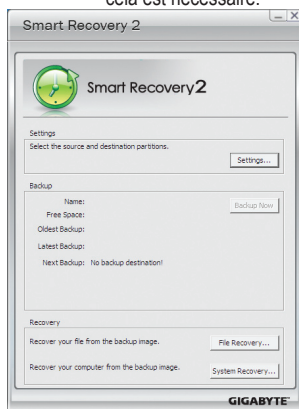 cela est nécessaire.
Smart Recovery 2
Smart Recovery2
Settings
Select the source and destination partitions.
Settings...
Backup
Name:
Backup Now
Free Space:
Oldest Backup:
Latest Backup:
Next Backup: No backup destination!
Recovery
Recover your file from the backup image.
File Recovery...
Recover your computer from the backup image.
System Recovery...
GIGABYTE